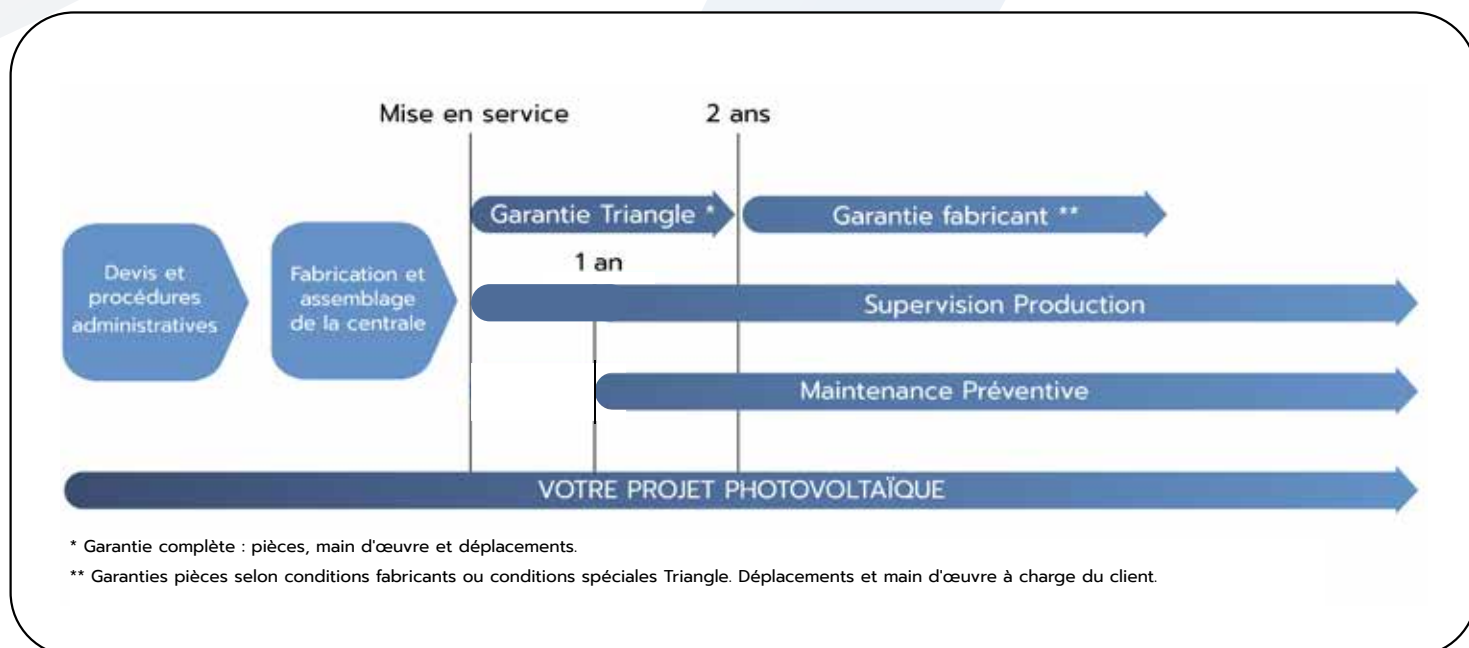 Mise en service
2 ans
Garantie Triangle *
Garantie fabricant **
Devis et
procédures
administratives
Fabrication et
assemblage
de la centrale
1 an
Supervision Production
Maintenance Préventive
VOTRE PROJET PHOTOVOLTAÏQUE
* Garantie complète : pièces, main d'œuvre et déplacements.
** Garanties pièces selon conditions fabricants ou conditions spéciales Triangle. Déplacements et main d'œuvre à charge du client.